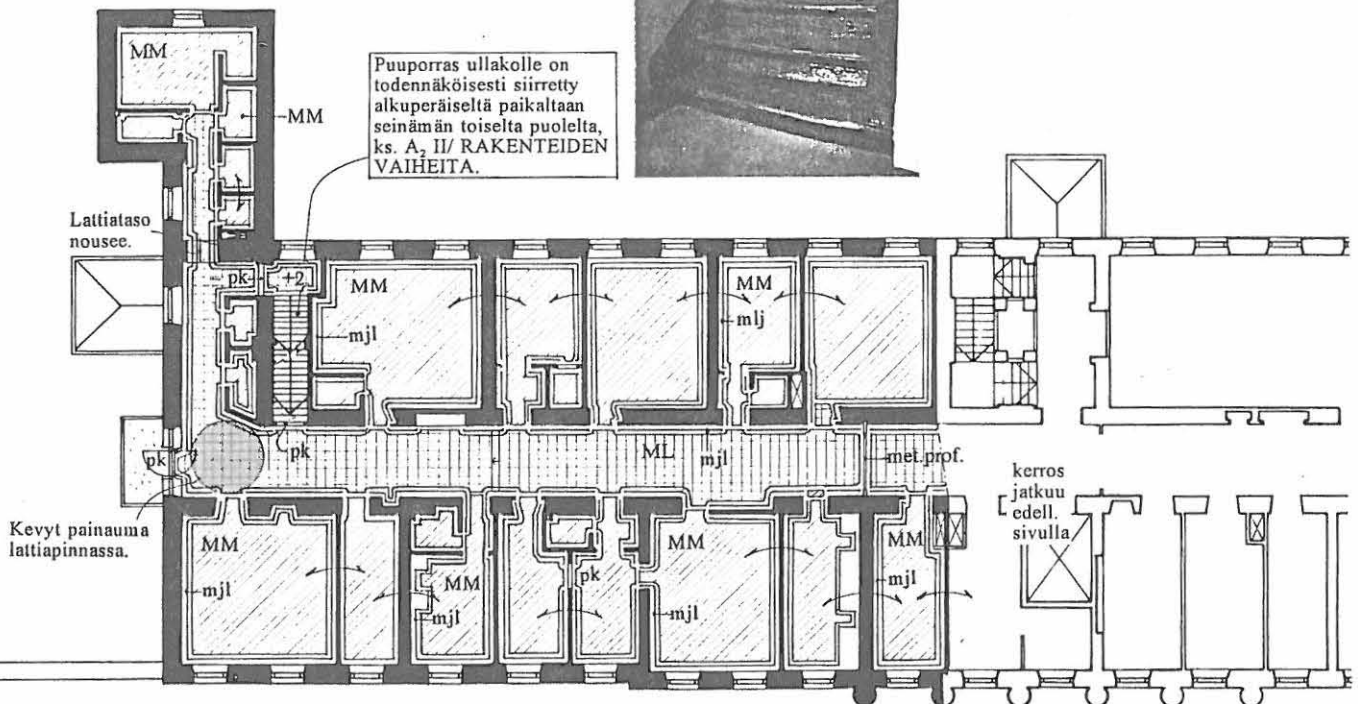 MM
Puuporras ullakolle on
todennäköisesti siirretty
alkuperäiseltä paikaltaan
seinämän toiselta puolelta,
ks. A₂ II/ RAKENTEIDEN
VAIHEITA.
MM
Lattiataso
nousee.
pk
+2
MM
mjl
MM
mlj
pk
pk
ML
mjl
met.prof.
kerros
jatkuu
edell.
sivulla
Kevyt painauma
lattiapinnassa.
MM
mjl
MM
mjl
pk
MM
mjl
MM
mjl